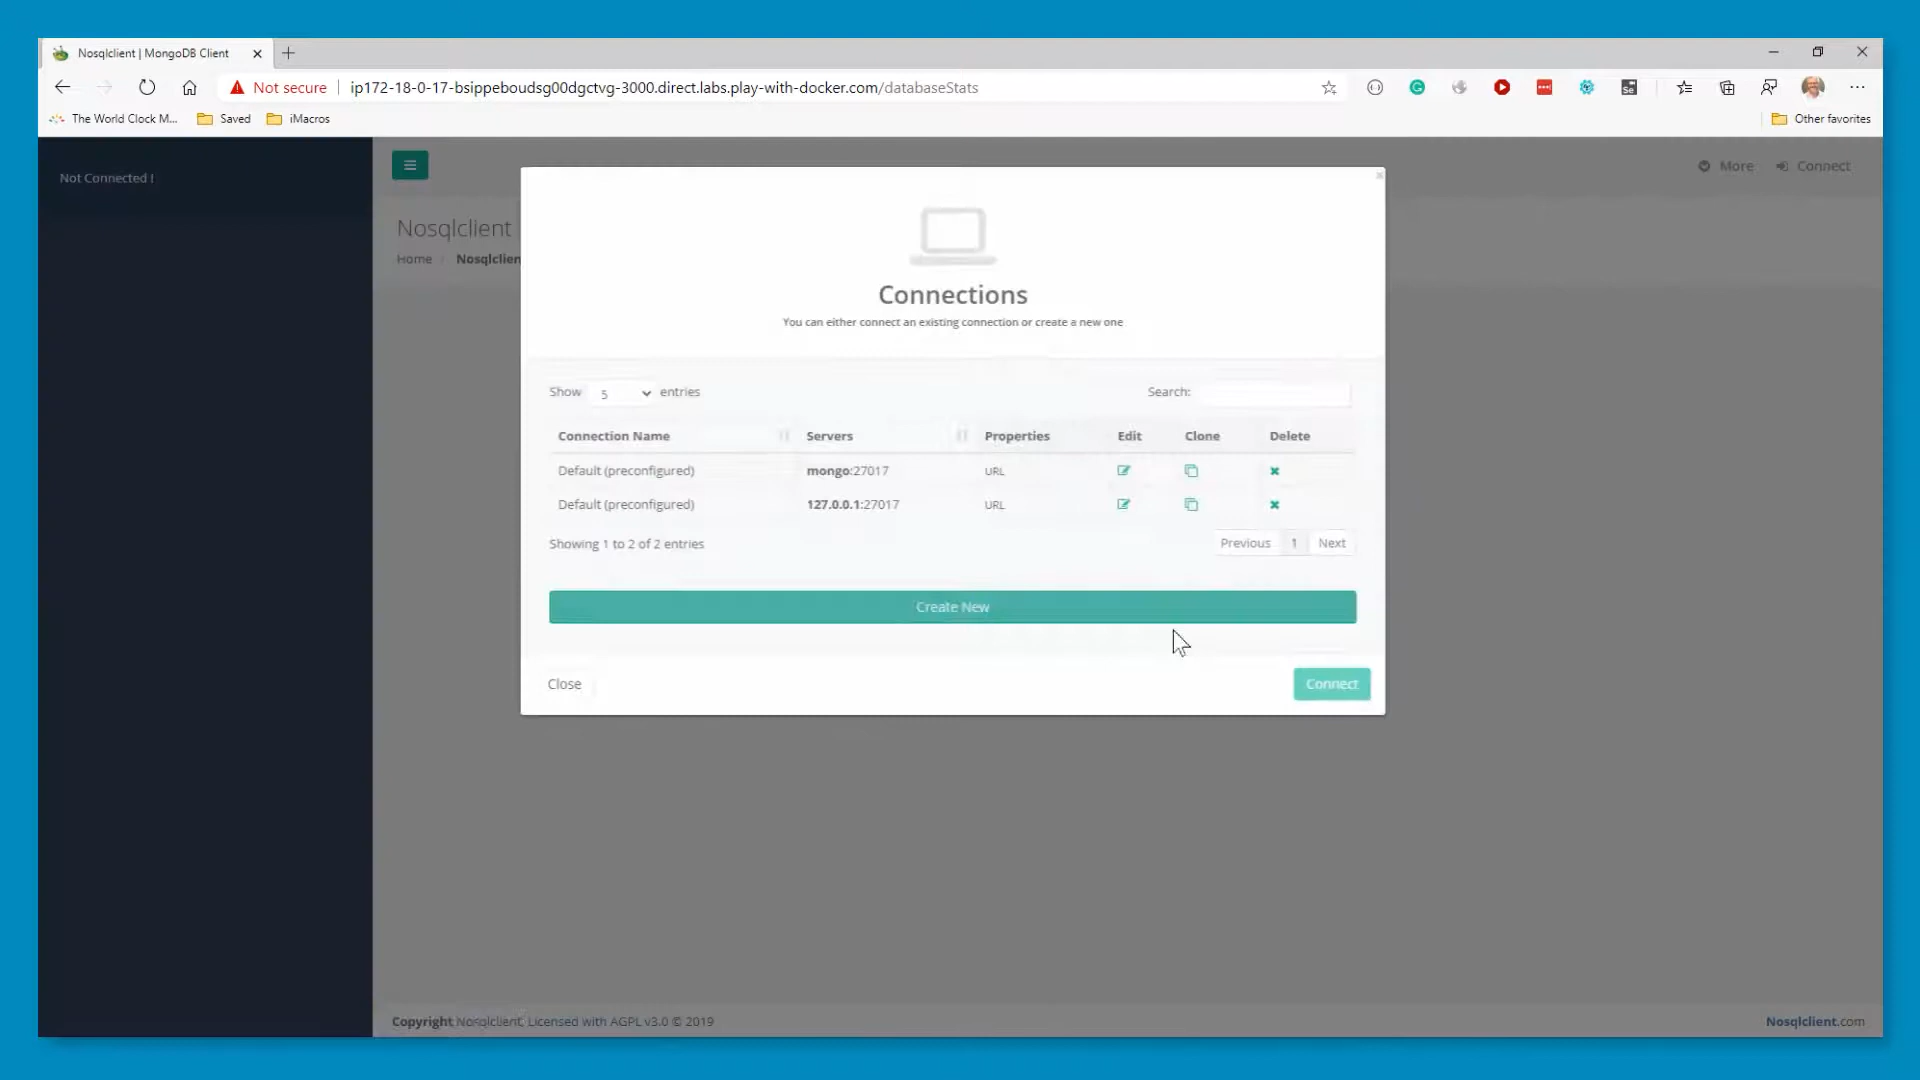 Nosqlclient | MongoDB Client
Not secure
ip172-18-0-17-bsippeboudsg00dgctvg-3000.direct.labs.play-with-docker.com/databaseStats
The World Clock M...
Saved
iMacros
Other favorites
Not Connected !
More
Connect
Nosqlclient
Home
Nosqlclien
Connections
You can either connect an existing connection or create a new one
Show 5 entries
Search:
Connection Name Servers Properties Edit Clone Delete
Default (preconfigured) mongo:27017 URL
Default (preconfigured) 127.0.0.1:27017 URL
Showing 1 to 2 of 2 entries
Previous 1 Next
Create New
Close
Connect
Copyright Nosqlclient, Licensed with AGPL v3.0 © 2019
Nosqlclient.com